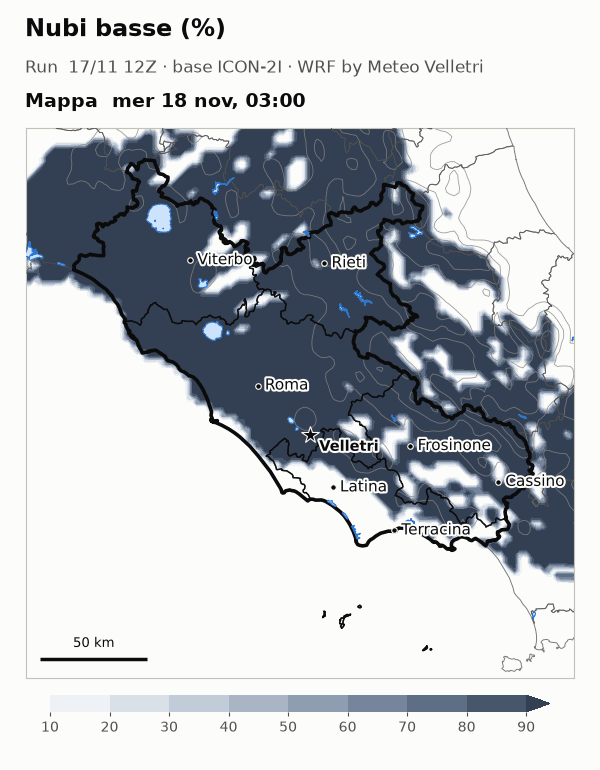 Nubi basse (%)
Run  17/11 12Z · base ICON-2I · WRF by Meteo Velletri
Mappa  mer 18 nov, 03:00
Viterbo
Rieti
Roma
Velletri
Frosinone
Cassino
Latina
Terracina
50 km
10 20 30 40 50 60 70 80 90